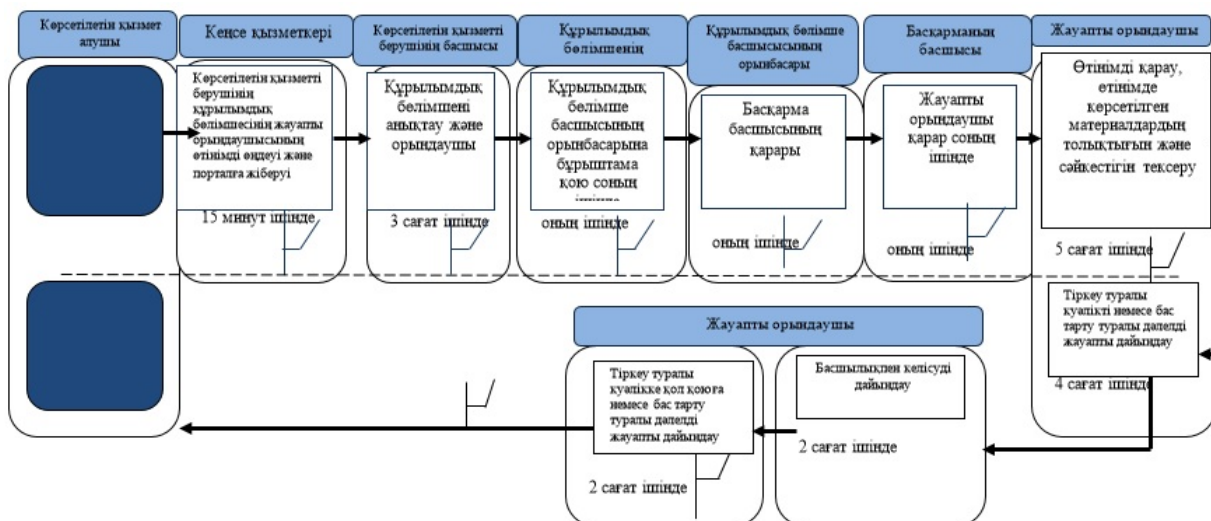 Көрсетілетін қызмет
алушы
Кеңсе қызметкері
Көрсетілетін қызметті
берушінің басшысы
Құрылымдық
бөлімшенің
Құрылымдық бөлімше
басшысысының
орынбасары
Басқарманың
басшысы
Жауапты орындаушы
Көрсетілетін қызметті
берушінің
құрылымдық
бөлімшесінің жауапты
орындаушысының
өтінімді өңдеуі және
порталға жіберуі
15 минут ішінде
Құрылымдық
бөлімшені
анықтау және
орындаушы
3 сағат ішінде
Құрылымдық
бөлімше
басшысының
орынбасарына
бұрыштама
қою соның
ішінде
оның ішінде
Басқарма
басшысының
қарары
оның ішінде
Жауапты
орындаушы
қарар соның
ішінде
оның ішінде
Өтінімді қарау,
өтінімде
көрсетілген
материалдардың
толықтығын және
сәйкестігін тексеру
5 сағат ішінде
Тіркеу туралы
куәлікті немесе бас
тарту туралы дәлелді
жауапты дайындау
4 сағат ішінде
Жауапты орындаушы
Тіркеу туралы
куәлікке қол қоюға
немесе бас тарту
туралы дәлелді
жауапты дайындау
2 сағат ішінде
Басшылықпен келісуді
дайындау
2 сағат ішінде